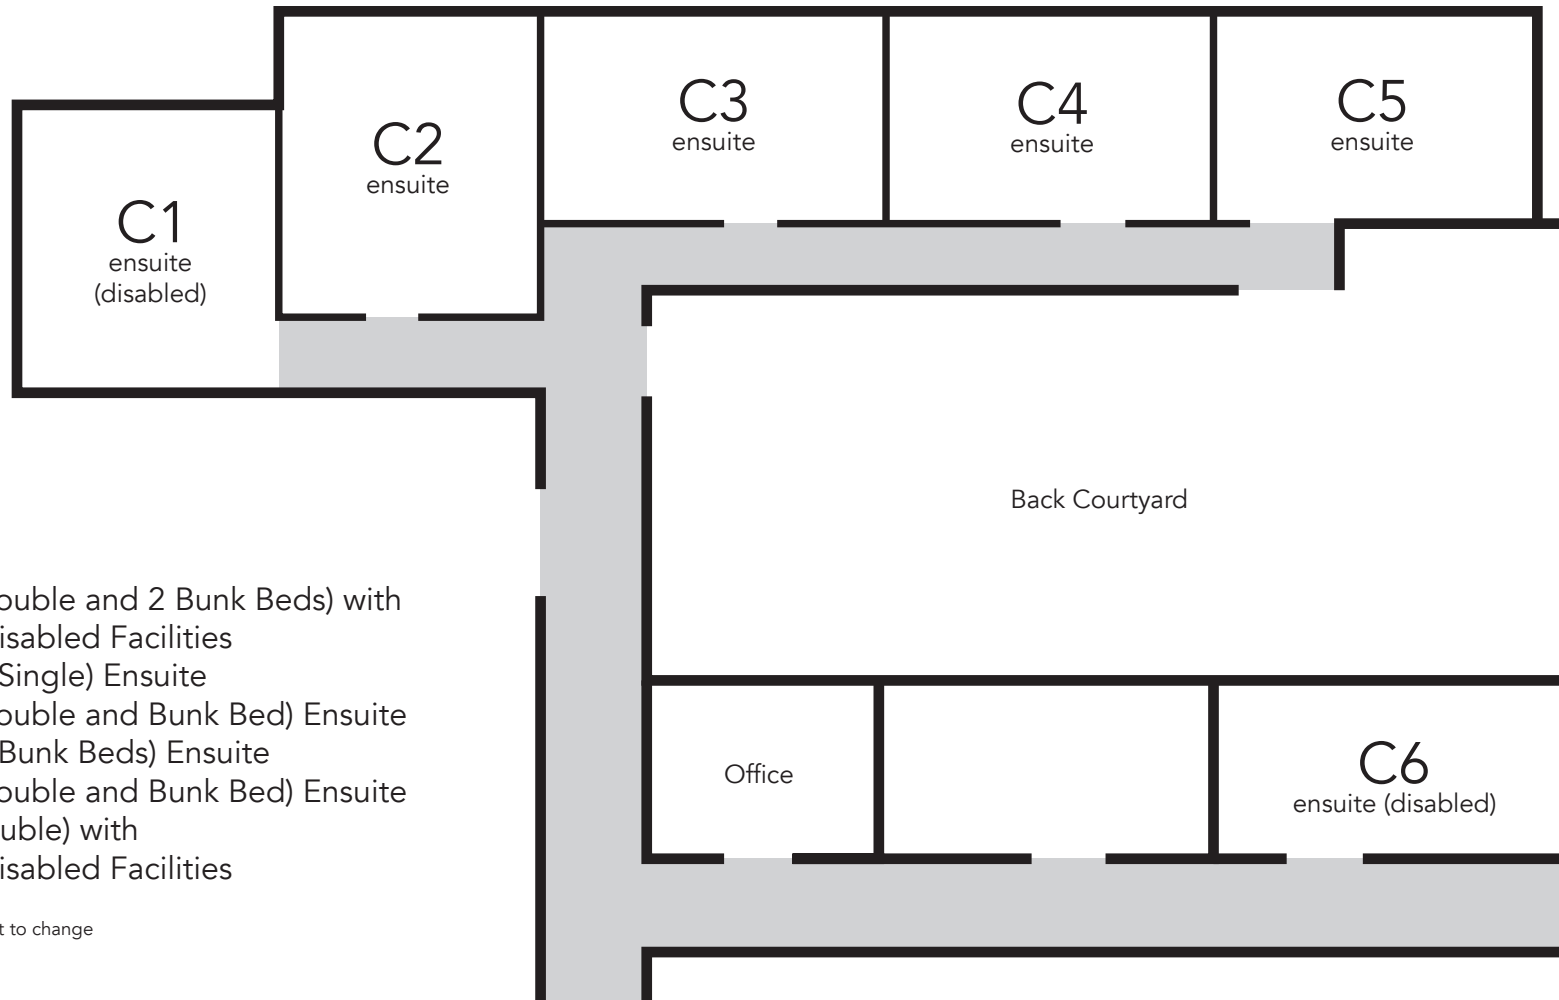 C1
ensuite
(disabled)
C2
ensuite
C3
ensuite
C4
ensuite
C5
ensuite
Back Courtyard
ouble and 2 Bunk Beds) with
isabled Facilities
Single) Ensuite
ouble and Bunk Bed) Ensuite
Bunk Beds) Ensuite
ouble and Bunk Bed) Ensuite
uble) with
isabled Facilities
t to change
Office
C6
ensuite (disabled)